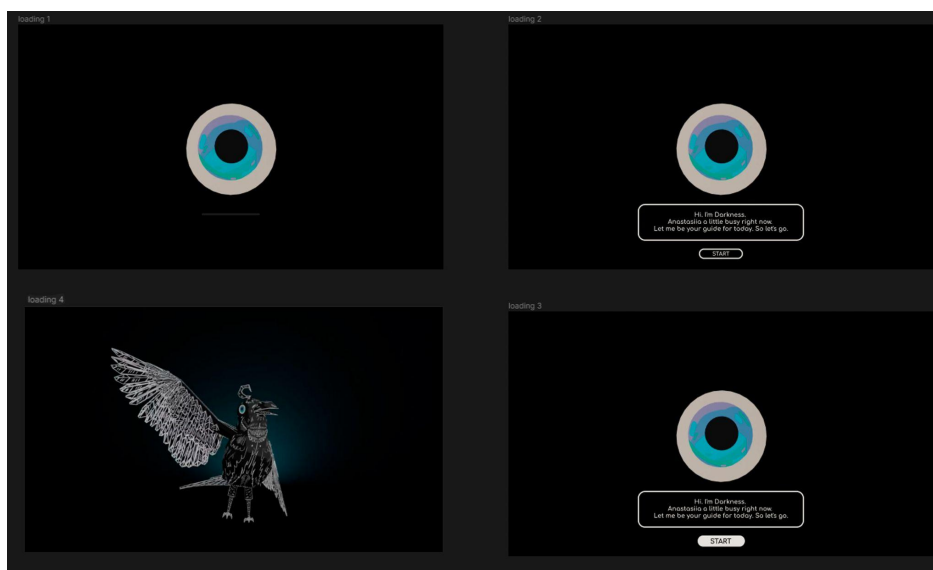 loading 1
loading 2
Hi. I'm Darkness.
Anastasiia a little busy right now.
Let me be your guide for today. So let's go.
START
loading 4
loading 3
Hi. I'm Darkness.
Anastasiia a little busy right now.
Let me be your guide for today. So let's go.
START